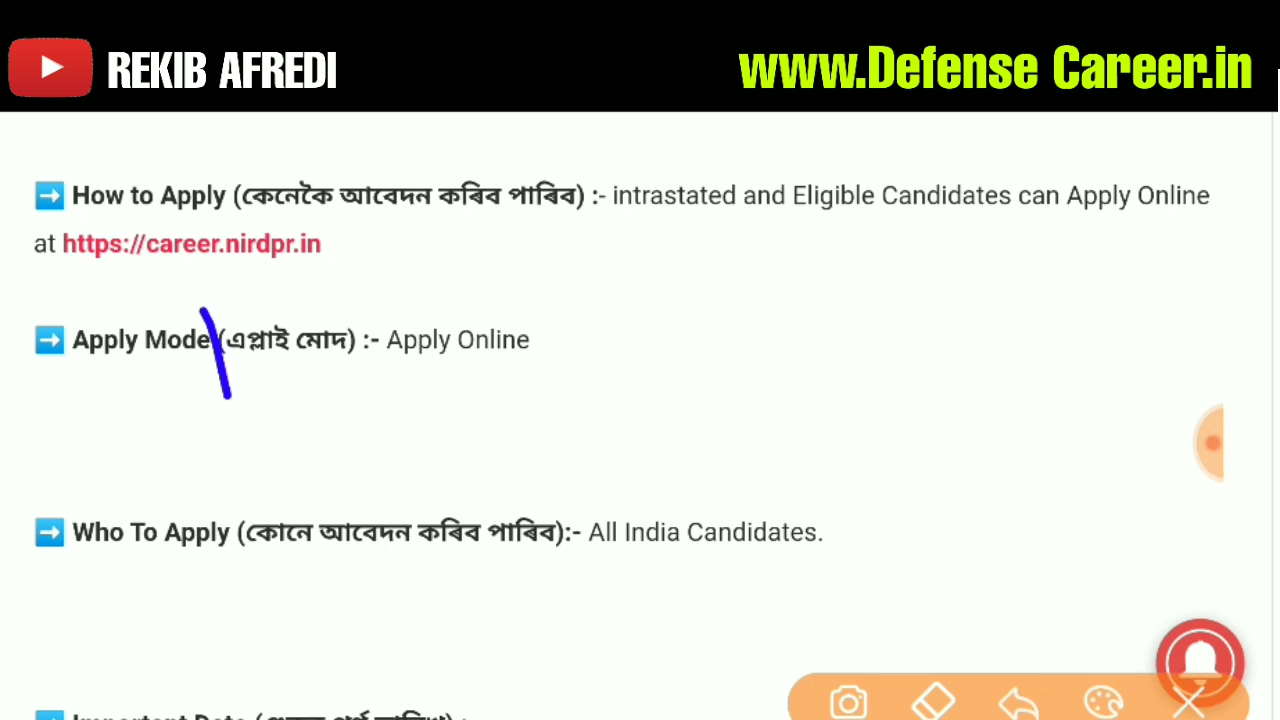 REKIB AFREDI
www.Defense Career.in
How to Apply (কেনেকৈ আবেদন কৰিব পাৰিব) :- intrastated and Eligible Candidates can Apply Online
at https://career.nirdpr.in
Apply Mode (এপ্লাই মোদ) :- Apply Online
Who To Apply (কোনে আবেদন কৰিব পাৰিব):- All India Candidates.
Important Date